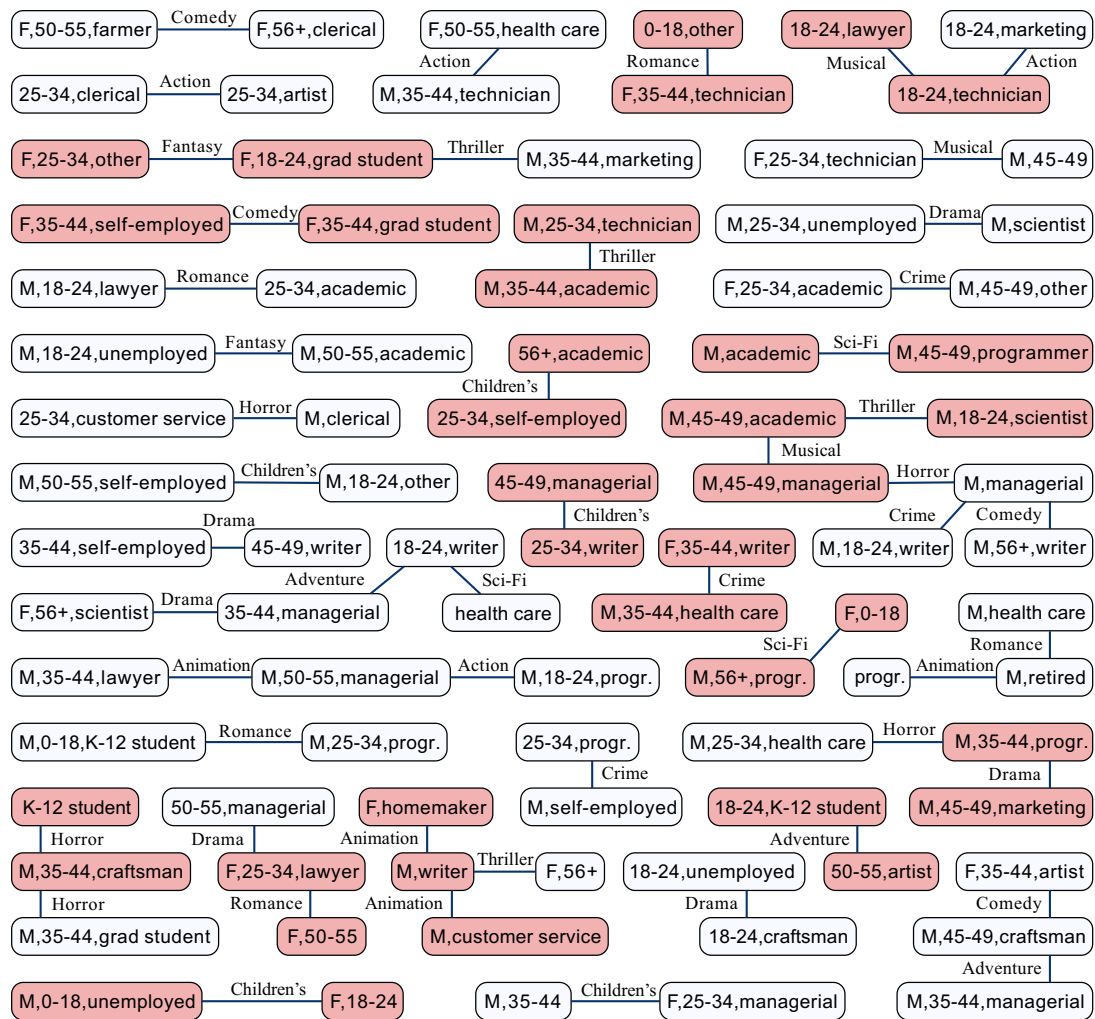 Comedy
F,50-55,farmer F,56+,clerical F,50-55,health care 0-18,other 18-24,lawyer 18-24,marketing
Action Romance Musical Action
Action
25-34,clerical 25-34,artist M,35-44,technician F,35-44,technician 18-24,technician
Fantasy Thriller Musical
F,25-34,other F,18-24,grad student M,35-44,marketing F,25-34,technician M,45-49
Comedy Drama
F,35-44,self-employed F,35-44,grad student M,25-34,technician M,25-34,unemployed M,scientist
Thriller
Romance Crime
M,18-24,lawyer 25-34,academic M,35-44,academic F,25-34,academic M,45-49,other
Fantasy Sci-Fi
M,18-24,unemployed M,50-55,academic 56+,academic M,academic M,45-49,programmer
Children's
Horror Thriller
25-34,customer service M,clerical 25-34,self-employed M,45-49,academic M,18-24,scientist
Musical
Children's Horror
M,50-55,self-employed M,18-24,other 45-49,managerial M,45-49,managerial M,managerial
Drama Children's Crime Comedy
35-44,self-employed 45-49,writer 18-24,writer 25-34,writer F,35-44,writer M,18-24,writer M,56+,writer
Adventure Sci-Fi Crime
Drama
F,56+,scientist 35-44,managerial health care M,35-44,health care F,0-18 M,health care
Sci-Fi Romance
Animation Action Animation
M,35-44,lawyer M,50-55,managerial M,18-24,progr. M,56+,progr. progr. M,retired
Romance Horror
M,0-18,K-12 student M,25-34,progr. 25-34,progr. M,25-34,health care M,35-44,progr.
Crime Drama
K-12 student 50-55,managerial F,homemaker M,self-employed 18-24,K-12 student M,45-49,marketing
Horror Drama Animation Adventure
Thriller
M,35-44,craftsman F,25-34,lawyer M,writer F,56+ 18-24,unemployed 50-55,artist F,35-44,artist
Horror Romance Animation Drama Comedy
M,35-44,grad student F,50-55 M,customer service 18-24,craftsman M,45-49,craftsman
Adventure
Children's Children's
M,0-18,unemployed F,18-24 M,35-44 F,25-34,managerial M,35-44,managerial